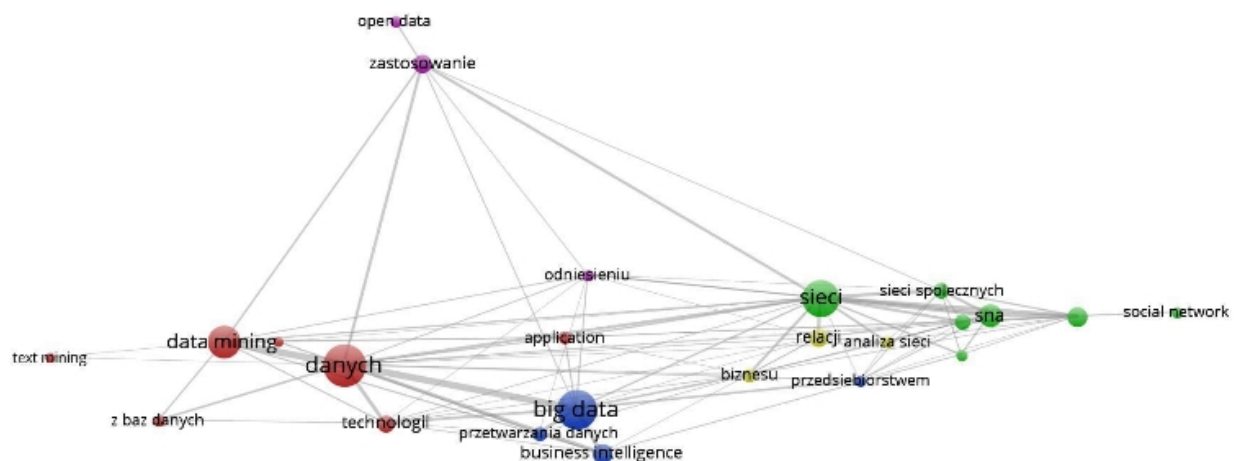 open data
zastosowanie
odniesieniu
sieci społecznych
sieci
sna
social network
data mining
application
relacji
analiza sieci
text mining
danych
biznesu
przedsiebiorstwem
big data
z baz danych
technologii
przetwarzania danych
business intelligence